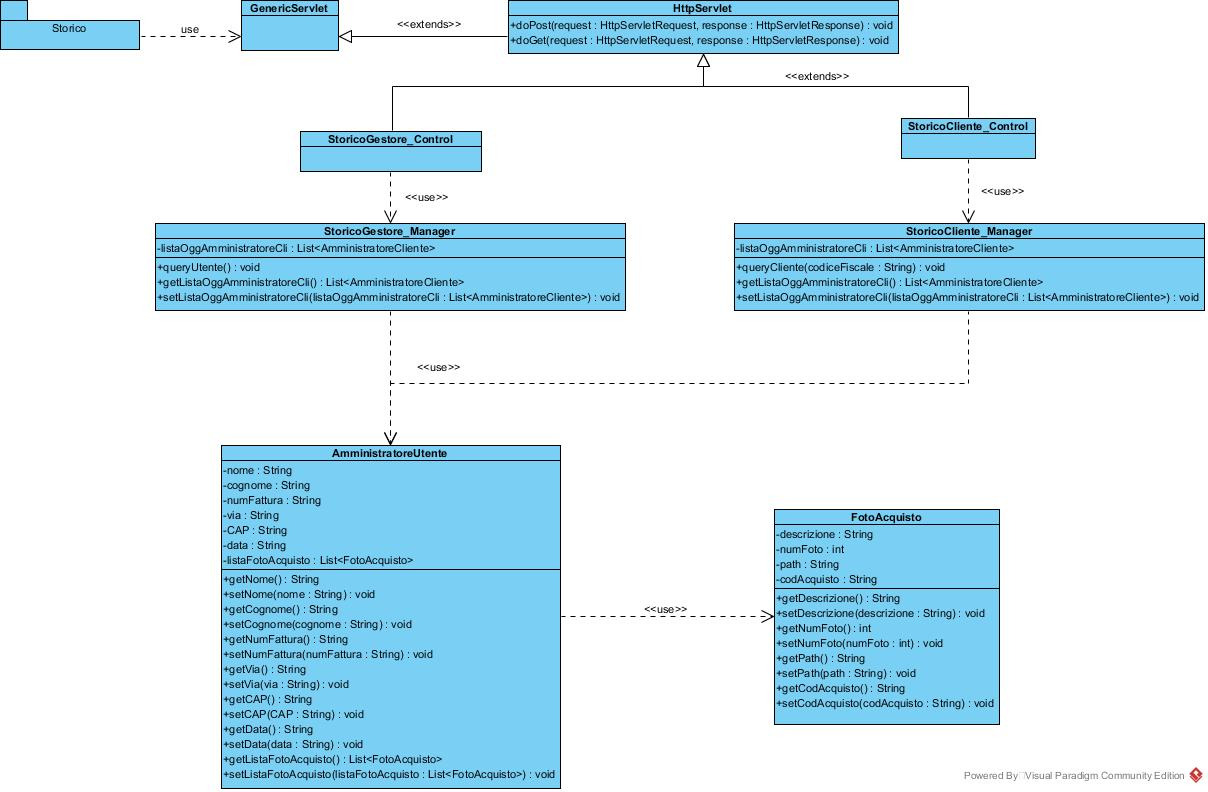 Storico
use
GenericServlet
<<extends>>
HttpServlet
+doPost(request : HttpServletRequest, response : HttpServletResponse) : void
+doGet(request : HttpServletRequest, response : HttpServletResponse) : void
<<extends>>
StoricoGestore_Control
StoricoCliente_Control
<<use>>
<<use>>
StoricoGestore_Manager
-listaOggAmministratoreCli : List<AmministratoreCliente>
+queryUtente() : void
+getListaOggAmministratoreCli() : List<AmministratoreCliente>
+setListaOggAmministratoreCli(listaOggAmministratoreCli : List<AmministratoreCliente>) : void
StoricoCliente_Manager
-listaOggAmministratoreCli : List<AmministratoreCliente>
+queryCliente(codiceFiscale : String) : void
+getListaOggAmministratoreCli() : List<AmministratoreCliente>
+setListaOggAmministratoreCli(listaOggAmministratoreCli : List<AmministratoreCliente>) : void
<<use>>
AmministratoreUtente
-nome : String
-cognome : String
-numFattura : String
-via : String
-CAP : String
-data : String
-listaFotoAcquisto : List<FotoAcquisto>
+getNome() : String
+setNome(nome : String) : void
+getCognome() : String
+setCognome(cognome : String) : void
+getNumFattura() : String
+setNumFattura(numFattura : String) : void
+getVia() : String
+setVia(via : String) : void
+getCAP() : String
+setCAP(CAP : String) : void
+getData() : String
+setData(data : String) : void
+getListaFotoAcquisto() : List<FotoAcquisto>
+setListaFotoAcquisto(listaFotoAcquisto : List<FotoAcquisto>) : void
<<use>>
FotoAcquisto
-descrizione : String
-numFoto : int
-path : String
-codAcquisto : String
+getDescrizione() : String
+setDescrizione(descrizione : String) : void
+getNumFoto() : int
+setNumFoto(numFoto : int) : void
+getPath() : String
+setPath(path : String) : void
+getCodAcquisto() : String
+setCodAcquisto(codAcquisto : String) : void
Powered By Visual Paradigm Community Edition